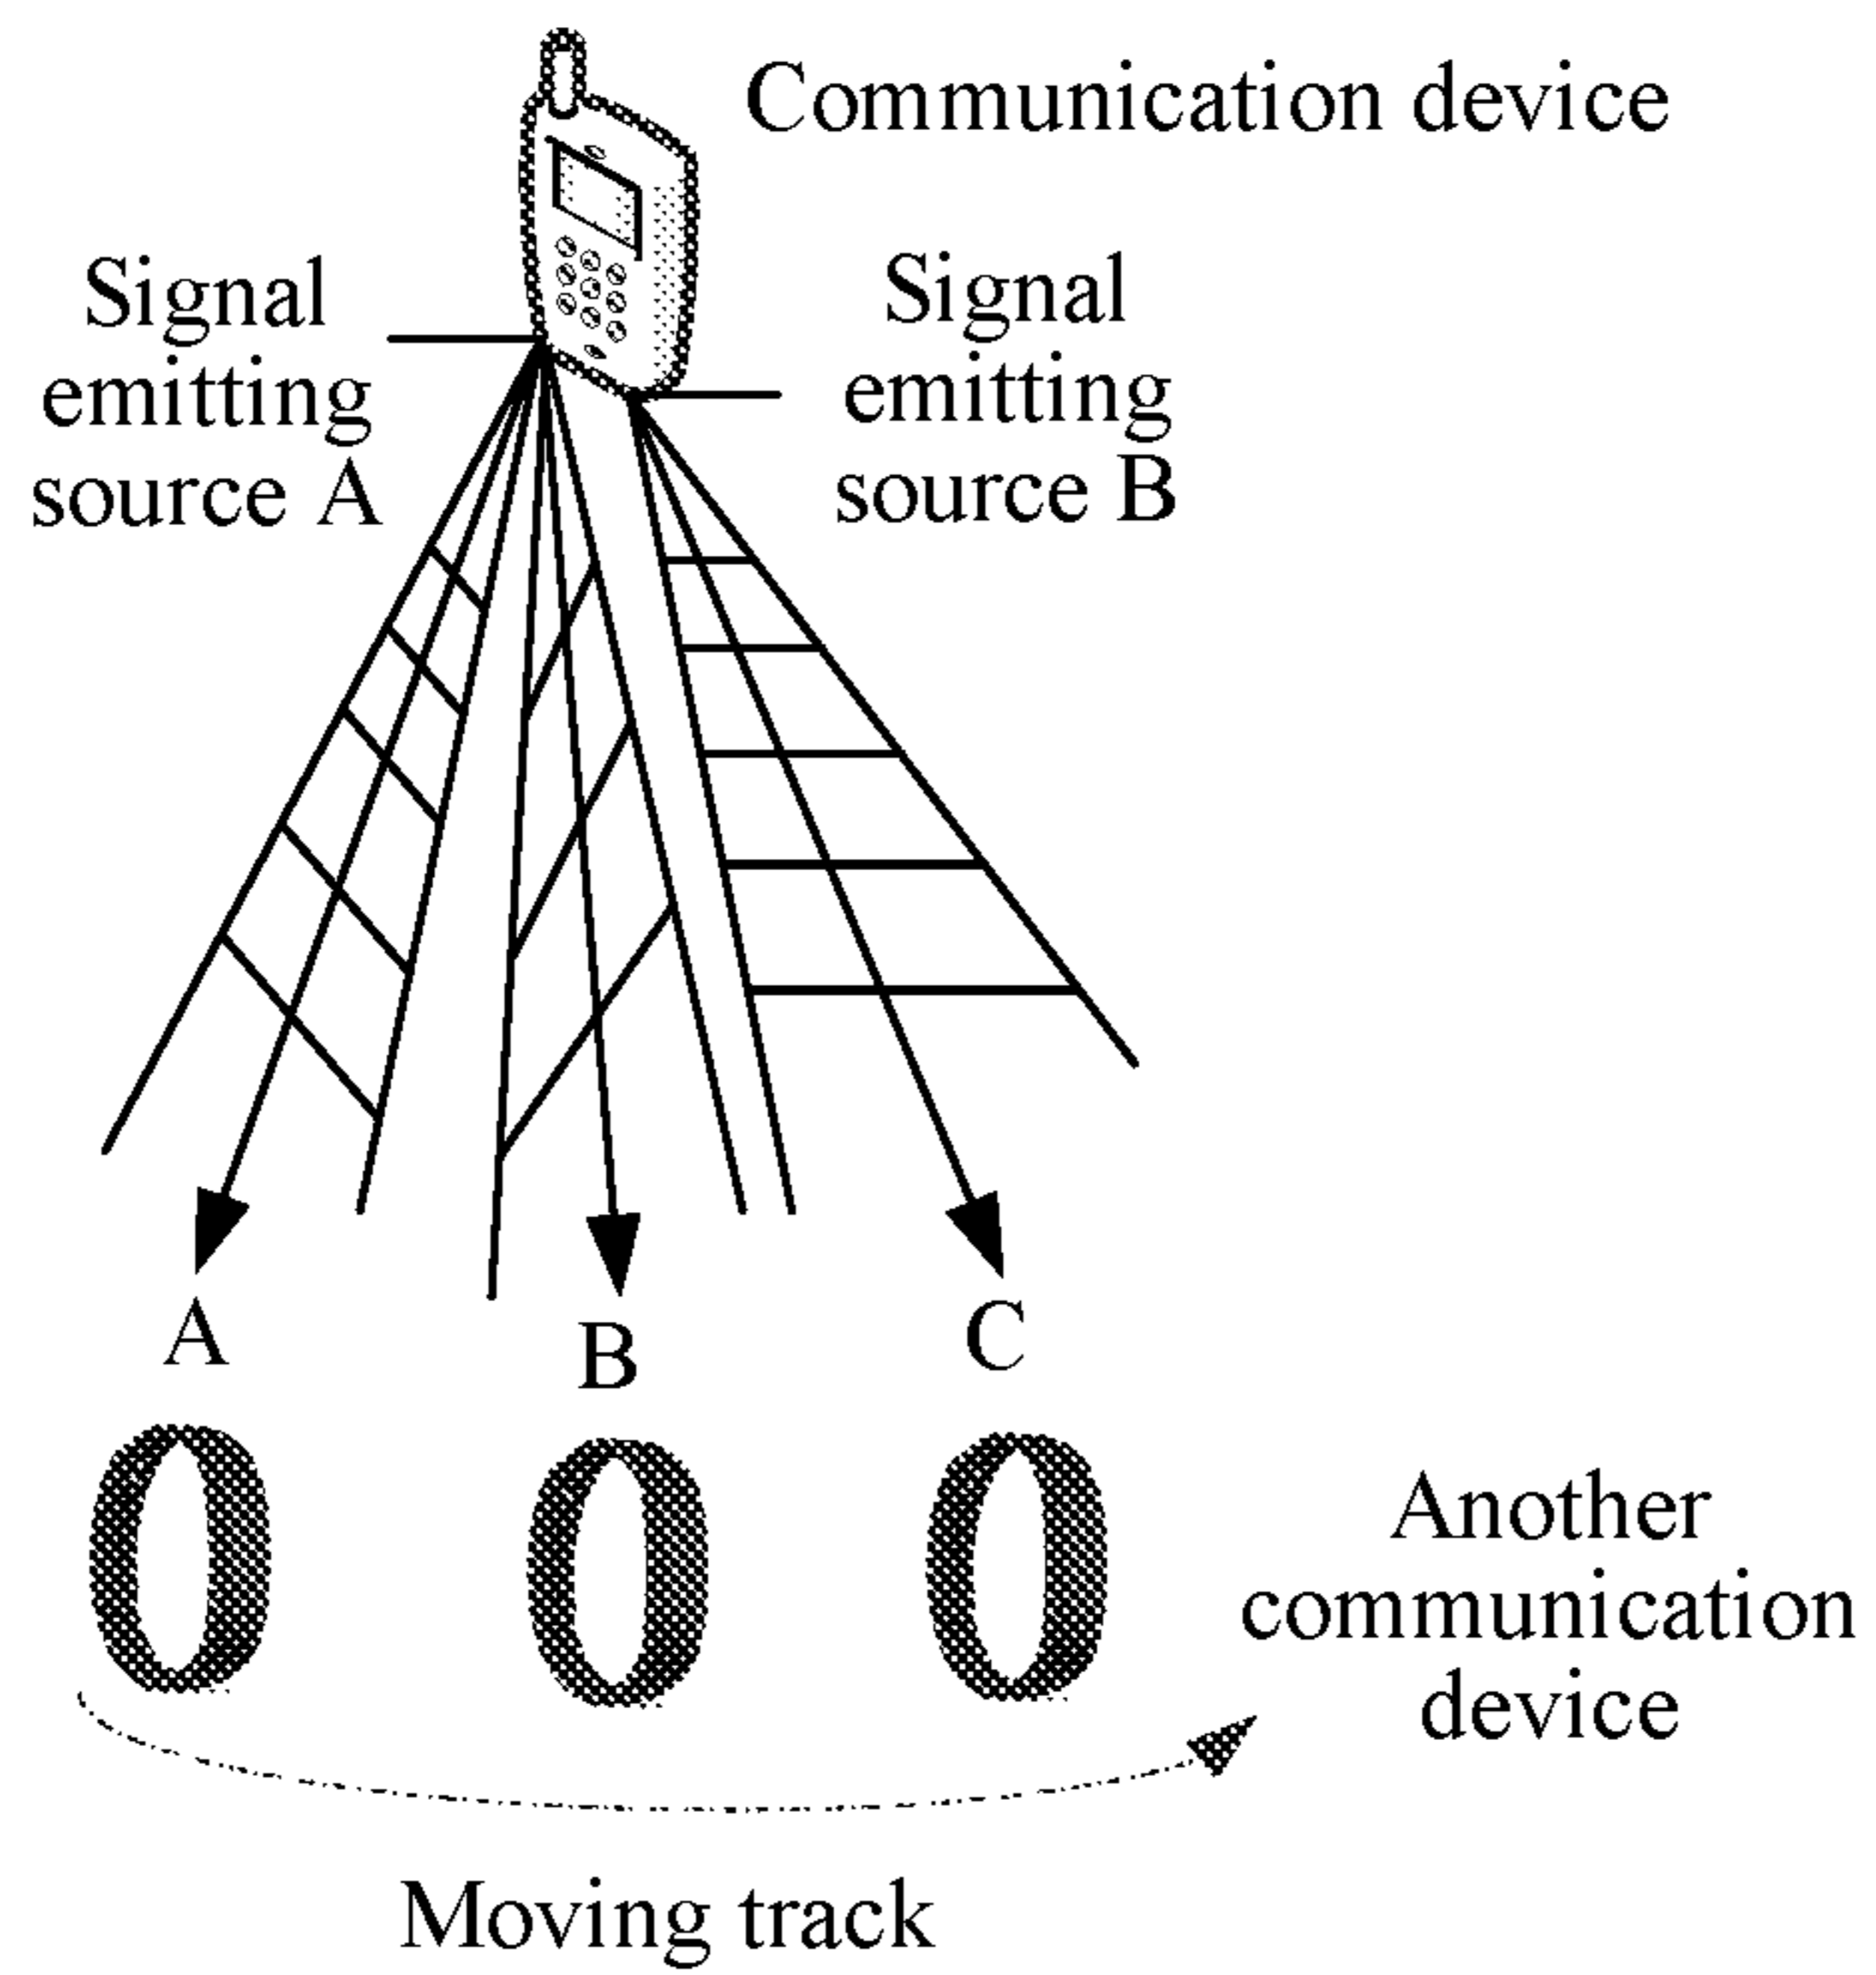 Communication device
Signal
emitting
source A
Signal
emitting
source B
A
B
C
Another
communication
device
Moving track